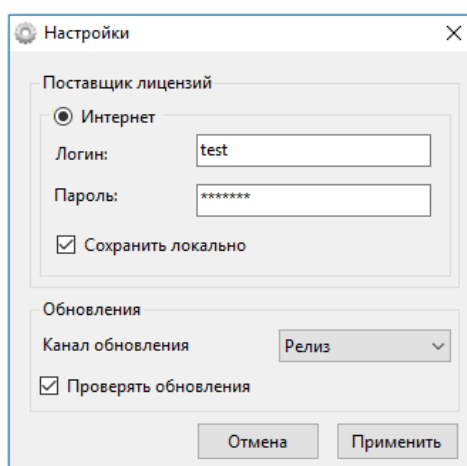 Настройки
Поставщик лицензий
Интернет
Логин: test
Пароль: *******
Сохранить локально
Обновления
Канал обновления Релиз
Проверять обновления
Отмена Применить